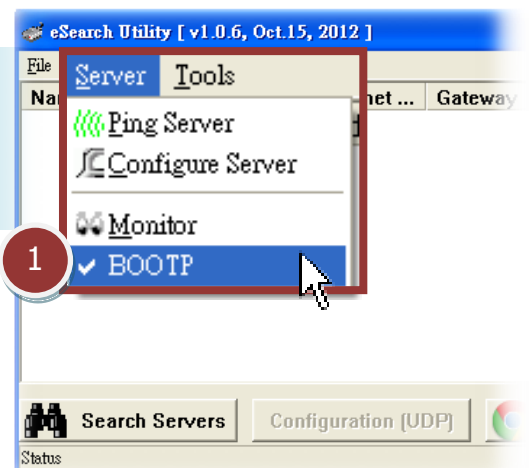 eSearch Utility [ v1.0.6, Oct.15, 2012 ]
File Server Tools
net ... Gateway
Ping Server
Configure Server
Monitor
1 BOOTP
Search Servers Configuration (UDP)
Status